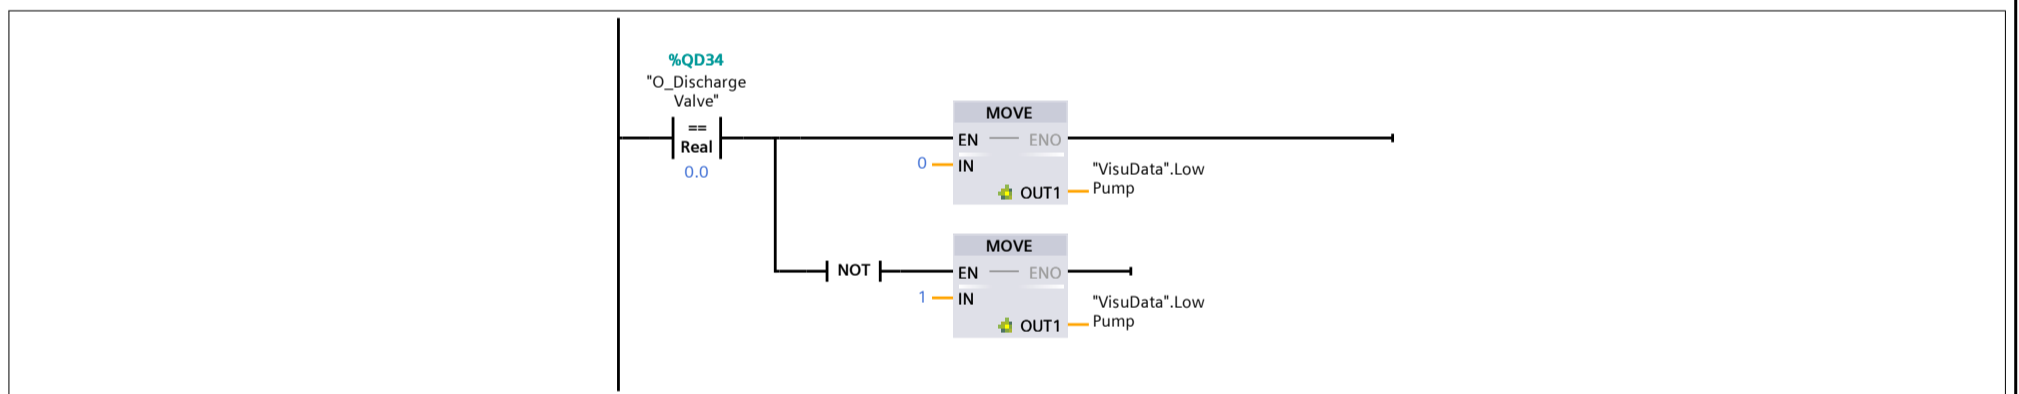 %QD34
"O_Discharge
Valve"
==
Real
0.0
MOVE
EN
ENO
0
IN
OUT1
"VisuData".Low
Pump
NOT
MOVE
EN
ENO
1
IN
OUT1
"VisuData".Low
Pump